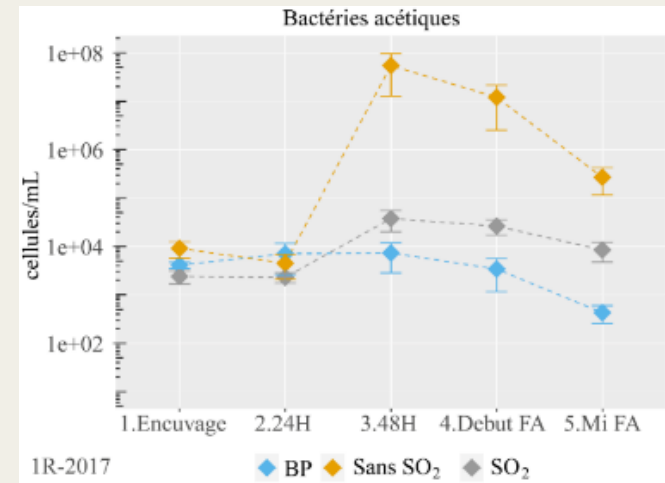 Bactéries acétiques
cellules/mL
1e+08
1e+06
1e+04
1e+02
1.Encuvage 2.24H 3.48H 4.Debut FA 5.Mi FA
1R-2017 BP Sans SO₂ SO₂